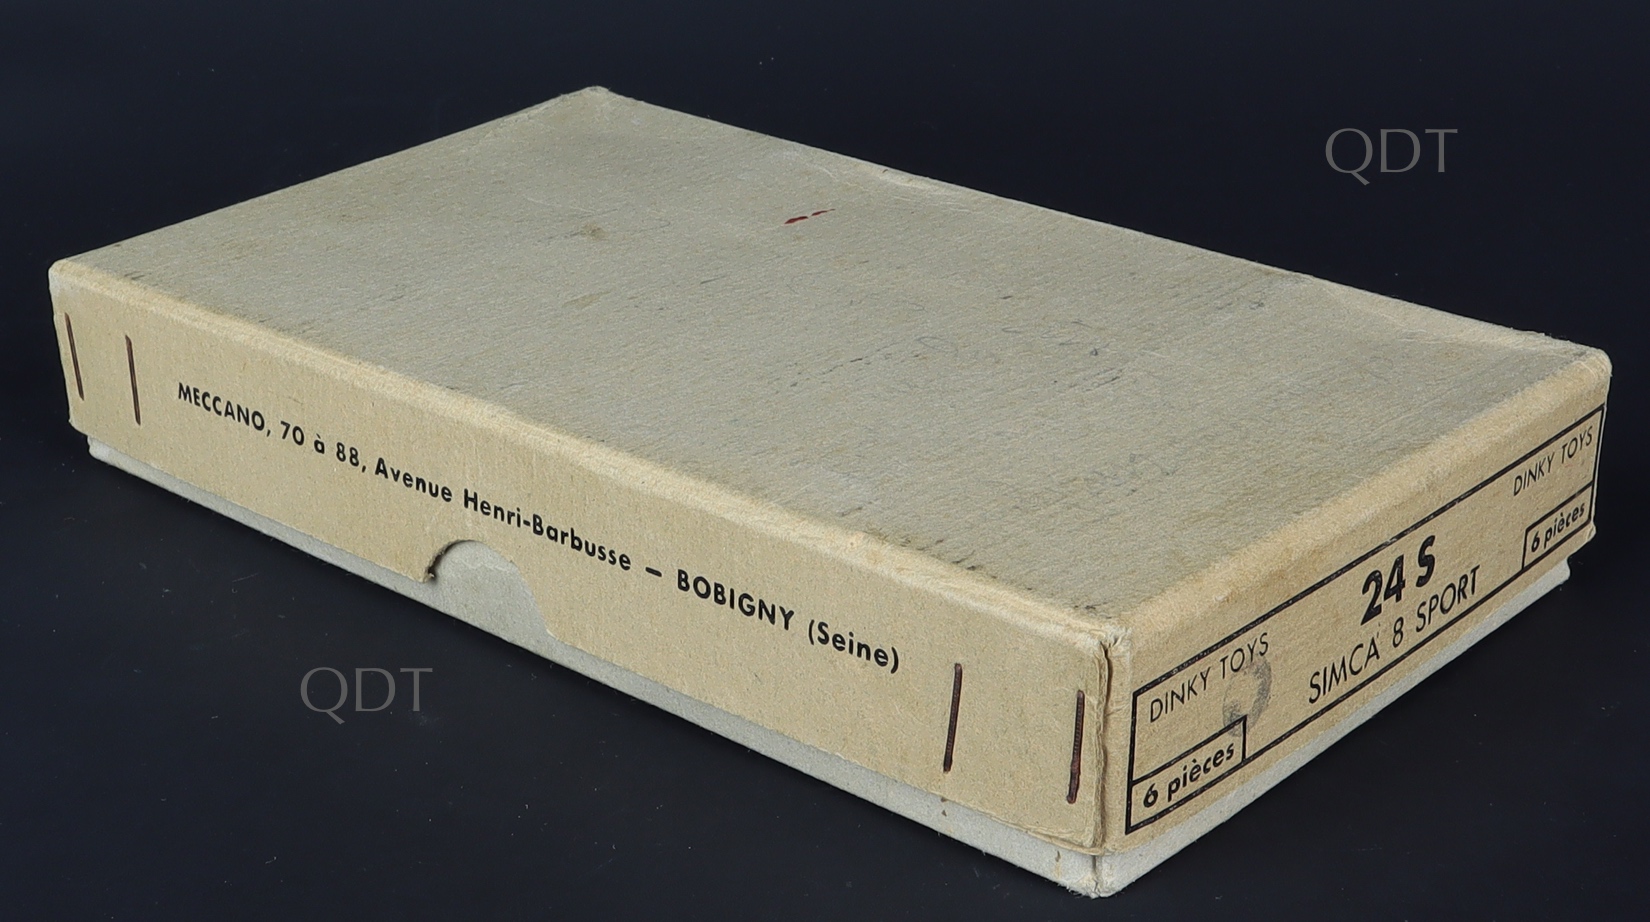 QDT
MECCANO, 70 à 88, Avenue Henri-Barbusse – BOBIGNY (Seine)
DINKY TOYS
24 S
DINKY TOYS
SIMCA 8 SPORT
6 pièces
6 pièces
QDT